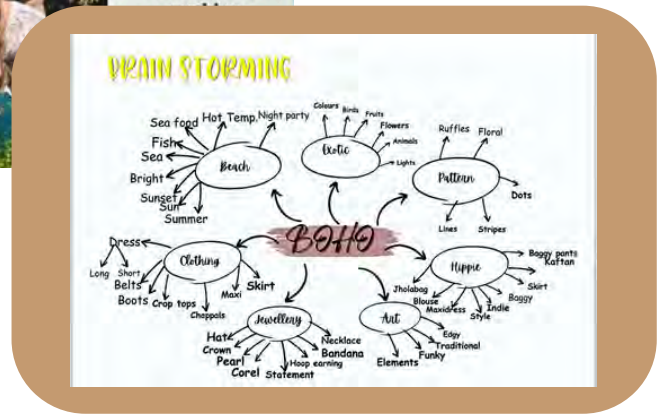 BRAIN STORMING
Sea food
Hot
Temp.
Night party
Fish
Sea
Bright
Sunset
Sun
Summer
Beach
Colours
Birds
Fruits
Flowers
Animals
Lights
Exotic
Ruffles
Floral
Dots
Stripes
Lines
Pattern
BOHO
Dress
Long
Short
Belts
Boots
Crop tops
Chappals
Maxi
Skirt
Clothing
Jewellery
Hat
Crown
Pearl
Corel
Statement
Hoop earning
Bandana
Necklace
Art
Elements
Funky
Traditional
Edgy
Hippie
Jholabag
Blouse
Maxidress
Style
Indie
Baggy
Skirt
Kaftan
Baggy pants